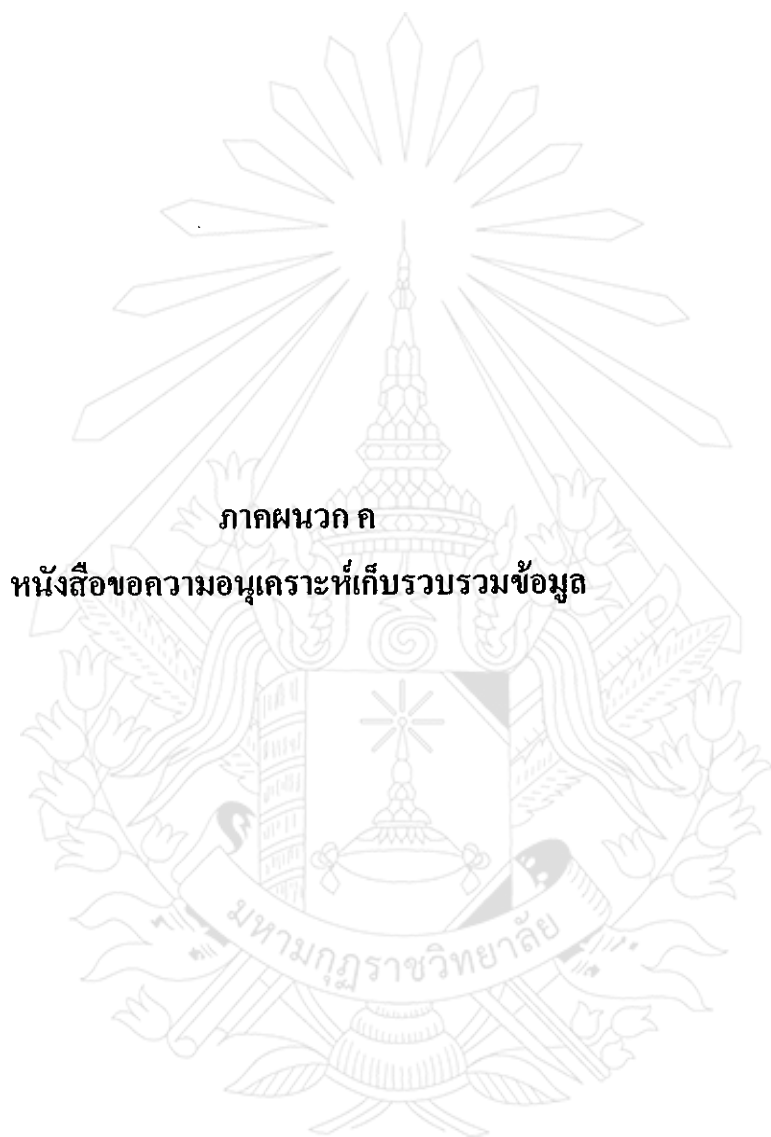 ภาคผนวก ค
หนังสือขอความอนุเคราะห์เก็บรวบรวมข้อมูล
มหามกุฏราชวิทยาลัย